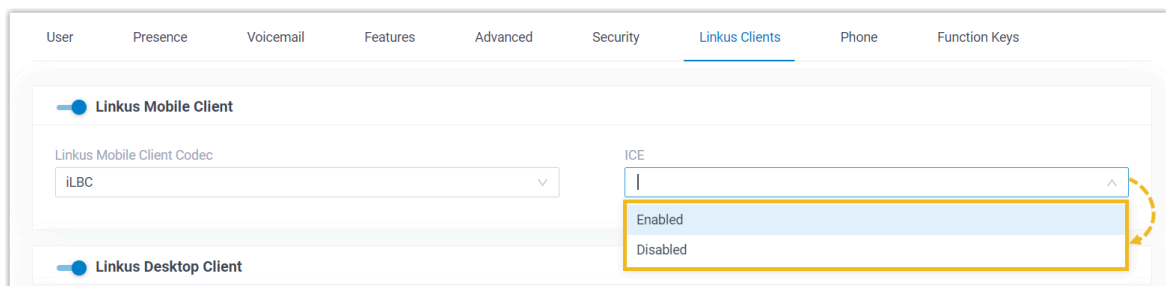 User Presence Voicemail Features Advanced Security Linkus Clients Phone Function Keys
Linkus Mobile Client
Linkus Mobile Client Codec ICE
iLBC
Enabled
Disabled
Linkus Desktop Client